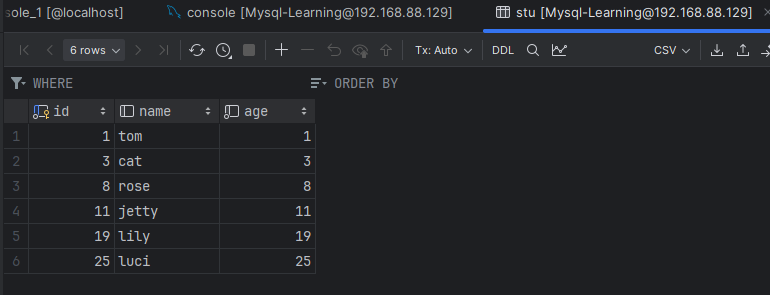 sole_1 [@localhost] console [Mysql-Learning@192.168.88.129] stu [Mysql-Learning@192.168.88.129]
6 rows Tx: Auto DDL CSV
WHERE ORDER BY
id name age
1 1 tom 1
2 3 cat 3
3 8 rose 8
4 11 jetty 11
5 19 lily 19
6 25 luci 25